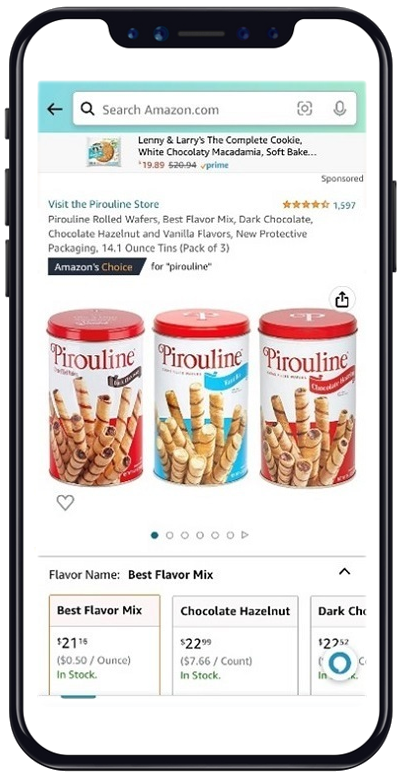 Search Amazon.com
Lenny & Larry's The Complete Cookie,
White Chocolaty Macadamia, Soft Bake...
$19.89 $20.94 prime
Sponsored
Visit the Pirouline Store 1,597
Pirouline Rolled Wafers, Best Flavor Mix, Dark Chocolate,
Chocolate Hazelnut and Vanilla Flavors, New Protective
Packaging, 14.1 Ounce Tins (Pack of 3)
Amazon's Choice for "pirouline"
Pirouline Pirouline Pirouline
Chocolate Hazelnut
Flavor Name: Best Flavor Mix
Best Flavor Mix Chocolate Hazelnut Dark Cho
$21 16 $22 99 $22 52
($0.50 / Ounce) ($7.66 / Count)
In Stock. In Stock. In